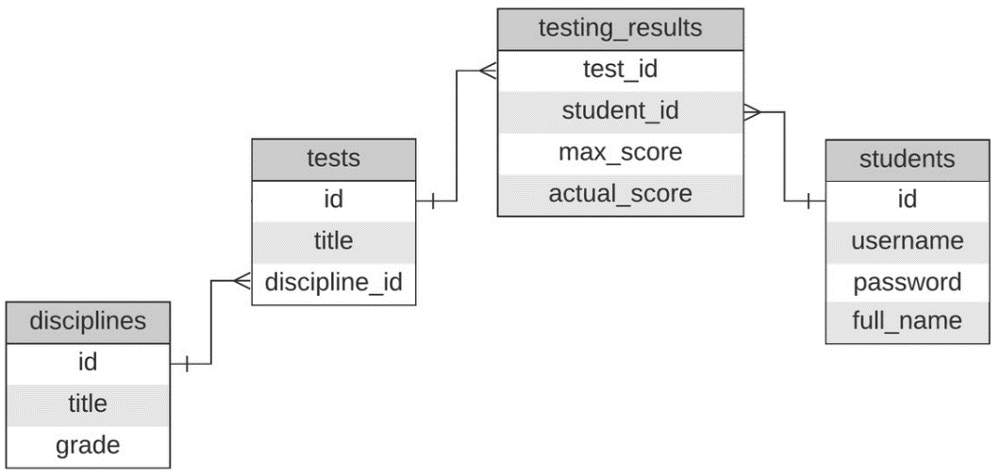 testing_results
test_id
student_id
max_score
actual_score
tests
id
title
discipline_id
students
id
username
password
full_name
disciplines
id
title
grade